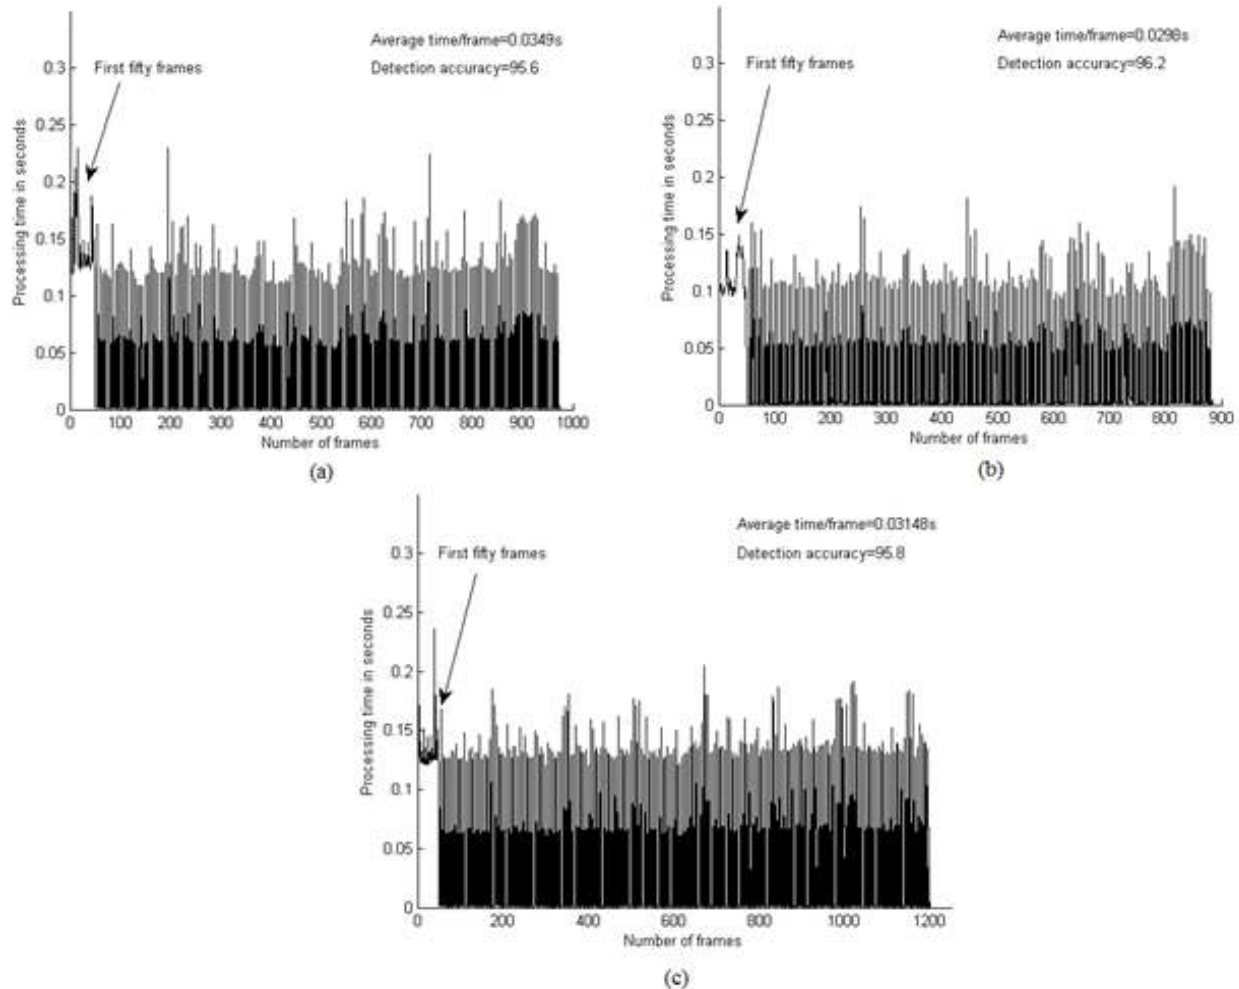 Average time/frame=0.0349s
Detection accuracy=95.6
First fifty frames
Processing time in seconds
0.3
0.25
0.2
0.15
0.1
0.05
0
0 100 200 300 400 500 600 700 800 900 1000
Number of frames
(a)
Average time/frame=0.0298s
Detection accuracy=96.2
First fifty frames
Processing time in seconds
0.3
0.25
0.2
0.15
0.1
0.05
0
0 100 200 300 400 500 600 700 800 900
Number of frames
(b)
Average time/frame=0.03148s
Detection accuracy=95.8
First fifty frames
Processing time in seconds
0.3
0.25
0.2
0.15
0.1
0.05
0
0 200 400 600 800 1000 1200
Number of frames
(c)